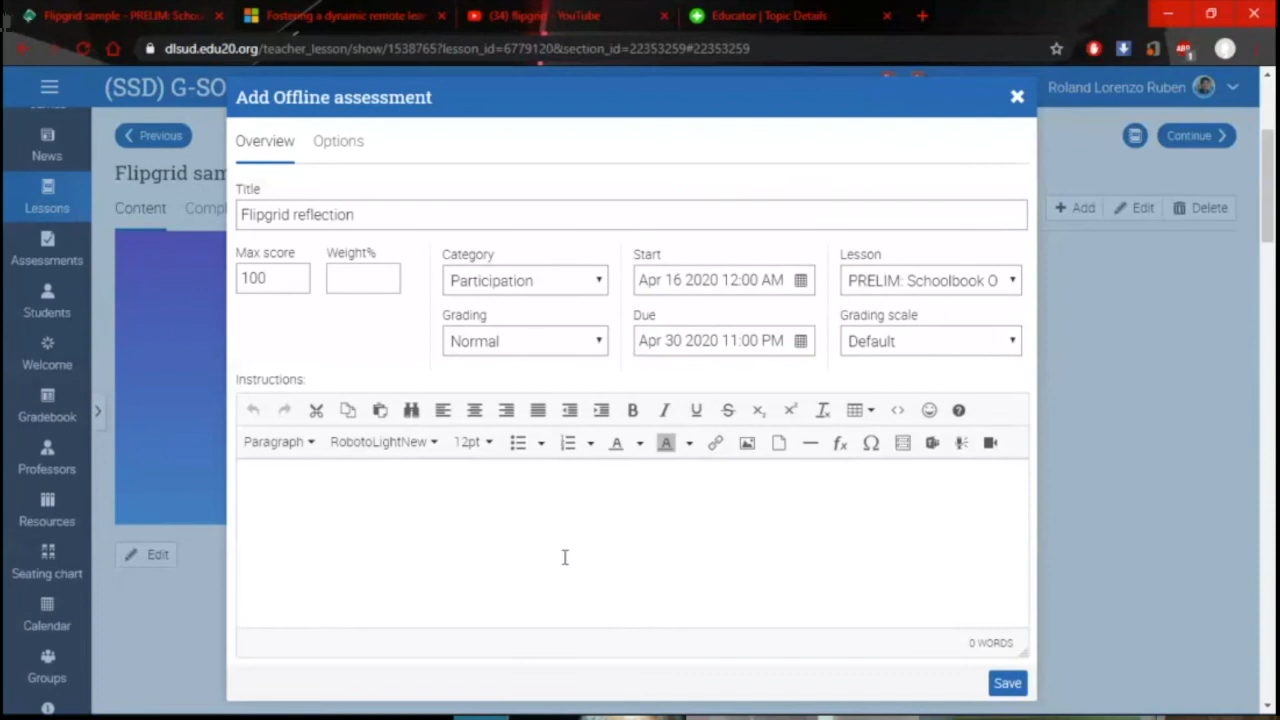 Flipgrid sample - PRELIM: Schoo
Fostering a dynamic remote lear
(34) flipgrid - YouTube
Educator | Topic Details
dlsud.edu20.org/teacher_lesson/show/1538765?lesson_id=6779120&section_id=22353259#22353259
(SSD) G-SO
Add Offline assessment
Roland Lorenzo Ruben
News
Lessons
Assessments
Students
Welcome
Gradebook
Professors
Resources
Seating chart
Calendar
Groups
Previous
Continue
Flipgrid sam
Content Compl
Add Edit Delete
Edit
Overview Options
Title
Flipgrid reflection
Max score Weight% Category Start Lesson
100 Participation Apr 16 2020 12:00 AM PRELIM: Schoolbook O
Grading Due Grading scale
Normal Apr 30 2020 11:00 PM Default
Instructions:
Paragraph RobotoLightNew 12pt
0 WORDS
Save